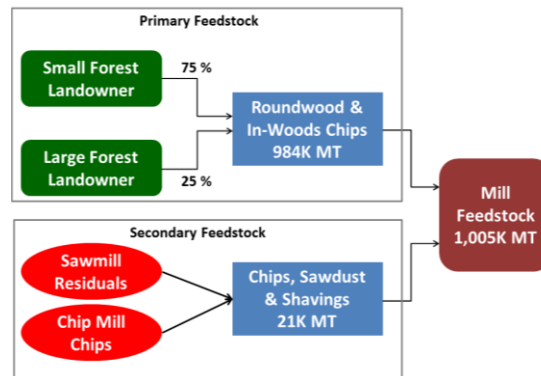 Primary Feedstock
Small Forest
Landowner
75 %
Roundwood &
In-Woods Chips
984K MT
Large Forest
Landowner
25 %
Mill
Feedstock
1,005K MT
Secondary Feedstock
Sawmill
Residuals
Chips, Sawdust
& Shavings
21K MT
Chip Mill
Chips